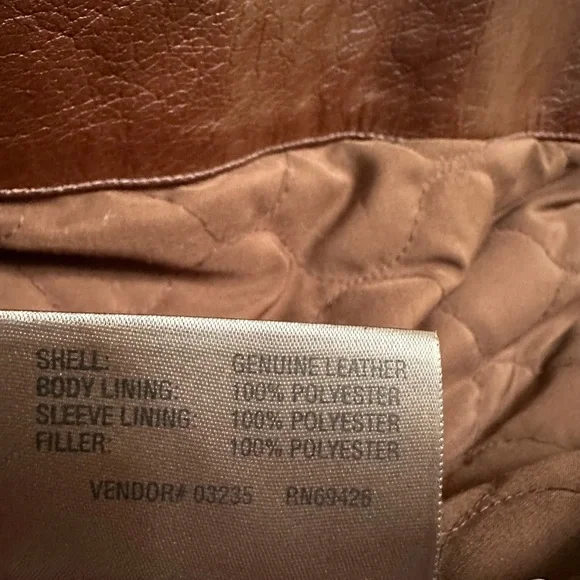 SHELL: GENUINE LEATHER
BODY LINING: 100% POLYESTER
SLEEVE LINING: 100% POLYESTER
FILLER: 100% POLYESTER
VENDOR# 03235 RN69426